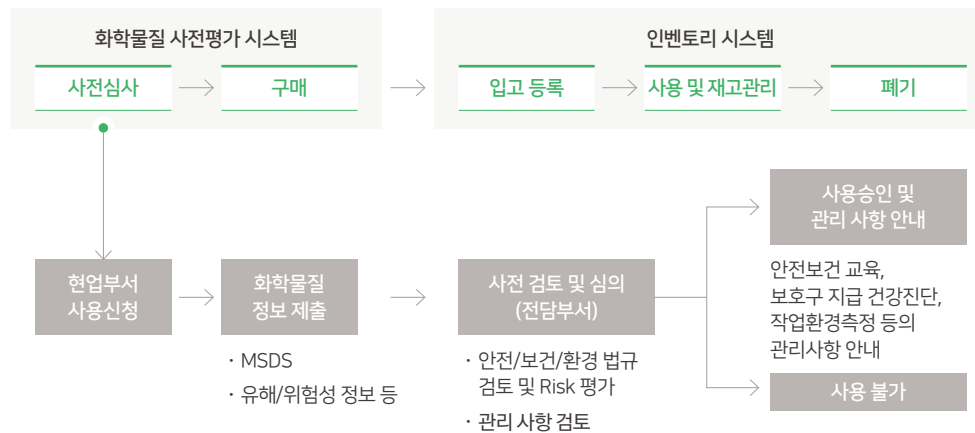 화학물질 사전평가 시스템
인벤토리 시스템
사전심사
구매
입고 등록
사용 및 재고관리
폐기
현업부서
사용신청
화학물질
정보 제출
· MSDS
· 유해/위험성 정보 등
사전 검토 및 심의
(전담부서)
· 안전/보건/환경 법규
검토 및 Risk 평가
· 관리 사항 검토
사용승인 및
관리 사항 안내
안전보건 교육,
보호구 지급 건강진단,
작업환경측정 등의
관리사항 안내
사용 불가